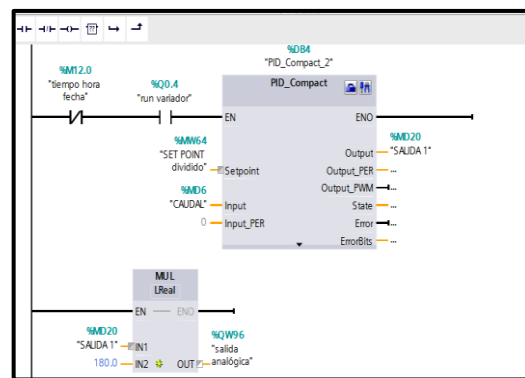 %DB4
"PID_Compact_2"
%M12.0
"tiempo hora
fecha"
%Q0.4
"run variador"
PID_Compact
EN
ENO
%MW64
"SET POINT
dividido"
Setpoint
%MD6
"CAUDAL"
Input
0
Input_PER
Output
%MD20
"SALIDA 1"
Output_PER
...
Output_PWM
...
State
...
Error
...
ErrorBits
...
MUL
LReal
EN
ENO
%MD20
"SALIDA 1"
IN1
180.0
IN2
OUT
%QW96
"salida
analógica"